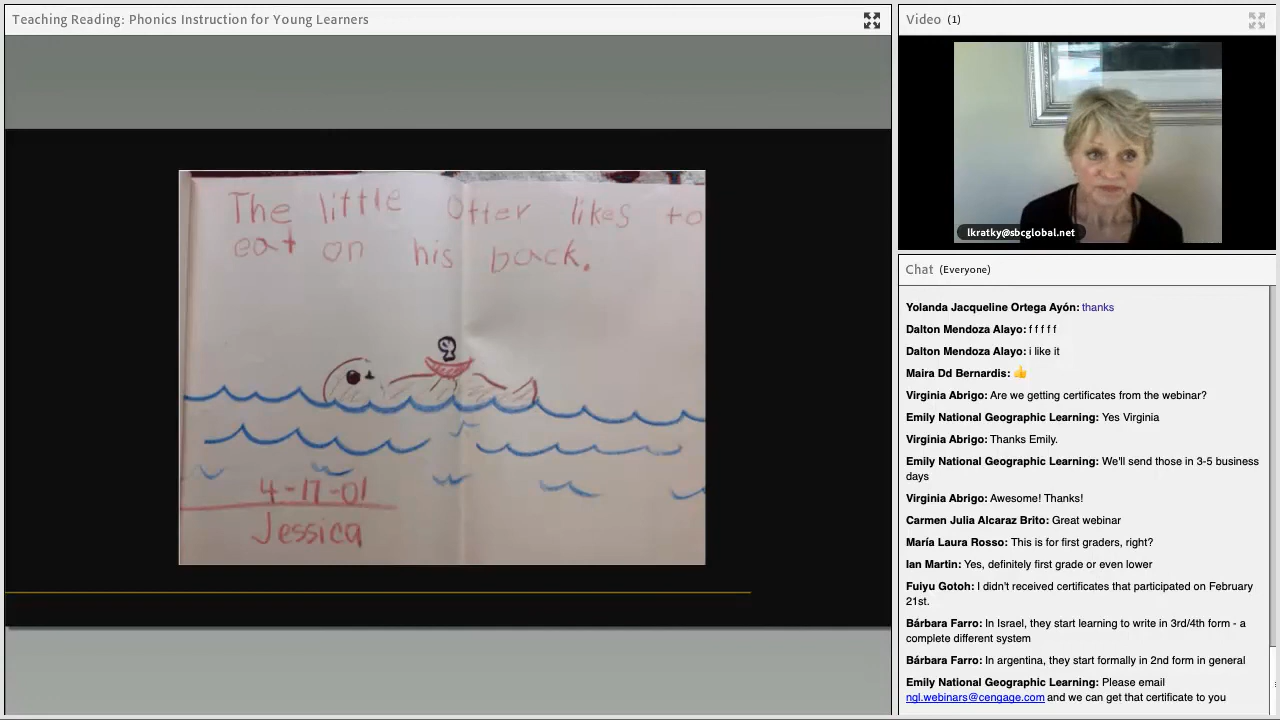 Teaching Reading: Phonics Instruction for Young Learners
The little Otter likes to
eat on his back.
4-17-01
Jessica
Video (1)
lkratky@sbcglobal.net
Chat (Everyone)
Yolanda Jacqueline Ortega Ayón: thanks
Dalton Mendoza Alayo: f f f f f
Dalton Mendoza Alayo: i like it
Maira Dd Bernardis: 👍
Virginia Abrigo: Are we getting certificates from the webinar?
Emily National Geographic Learning: Yes Virginia
Virginia Abrigo: Thanks Emily.
Emily National Geographic Learning: We'll send those in 3-5 business
days
Virginia Abrigo: Awesome! Thanks!
Carmen Julia Alcaraz Brito: Great webinar
María Laura Rosso: This is for first graders, right?
Ian Martin: Yes, definitely first grade or even lower
Fuiyu Gotoh: I didn't received certificates that participated on February
21st.
Bárbara Farro: In Israel, they start learning to write in 3rd/4th form - a
complete different system
Bárbara Farro: In argentina, they start formally in 2nd form in general
Emily National Geographic Learning: Please email
ngl.webinars@cengage.com and we can get that certificate to you